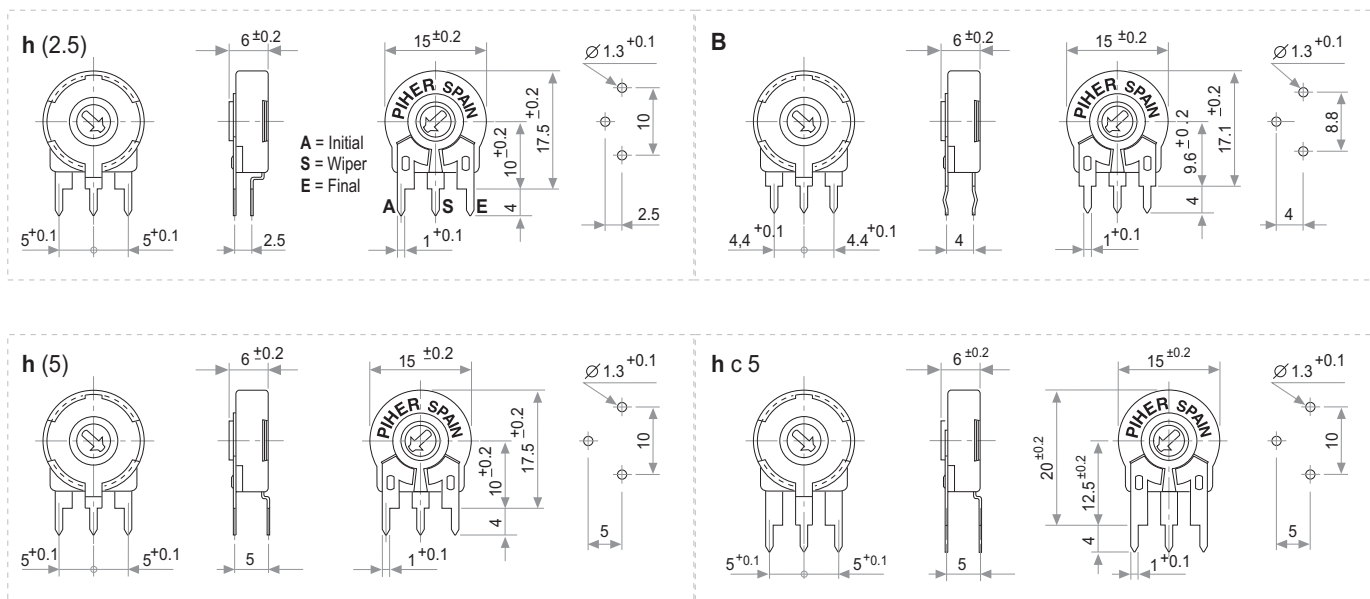 h (2.5)
6 ±0.2
15 ±0.2
Ø 1.3 +0.1
PIHER SPAIN
A = Initial
S = Wiper
E = Final
10 ±0.2
17.5 ±0.2
10
A S E
4
2.5
5 +0.1
5 +0.1
2.5
1 +0.1
B
6 ±0.2
15 ±0.2
Ø 1.3 +0.1
PIHER SPAIN
9.6 ±0.2
17.1 ±0.2
8.8
4
4
4,4 +0.1
4.4 +0.1
4
1 +0.1
h (5)
6 ±0.2
15 ±0.2
Ø 1.3 +0.1
PIHER SPAIN
10 ±0.2
17.5 ±0.2
10
4
5
5 +0.1
5 +0.1
5
1 +0.1
h c 5
6 ±0.2
15 ±0.2
Ø 1.3 +0.1
PIHER SPAIN
20 ±0.2
12.5 ±0.2
10
4
5
5 +0.1
5 +0.1
5
1 +0.1